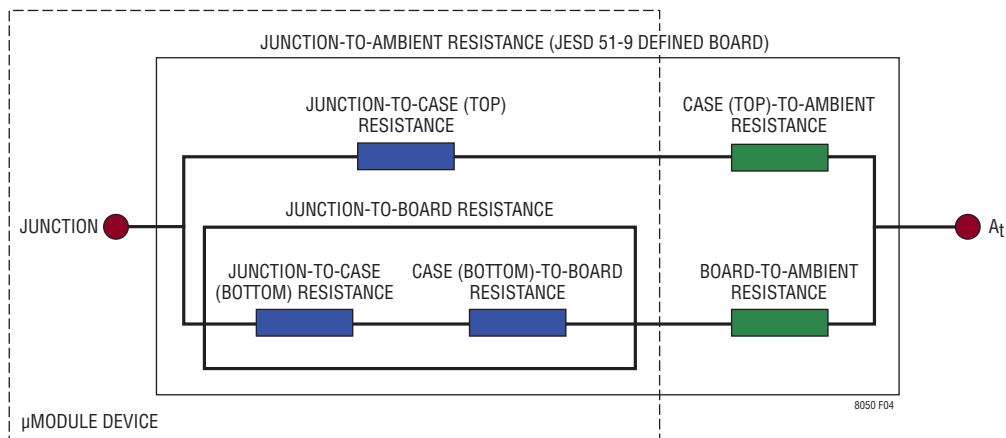 JUNCTION-TO-AMBIENT RESISTANCE (JESD 51-9 DEFINED BOARD)
JUNCTION-TO-CASE (TOP)
RESISTANCE
CASE (TOP)-TO-AMBIENT
RESISTANCE
JUNCTION
JUNCTION-TO-BOARD RESISTANCE
At
JUNCTION-TO-CASE
(BOTTOM) RESISTANCE
CASE (BOTTOM)-TO-BOARD
RESISTANCE
BOARD-TO-AMBIENT
RESISTANCE
8050 F04
µMODULE DEVICE